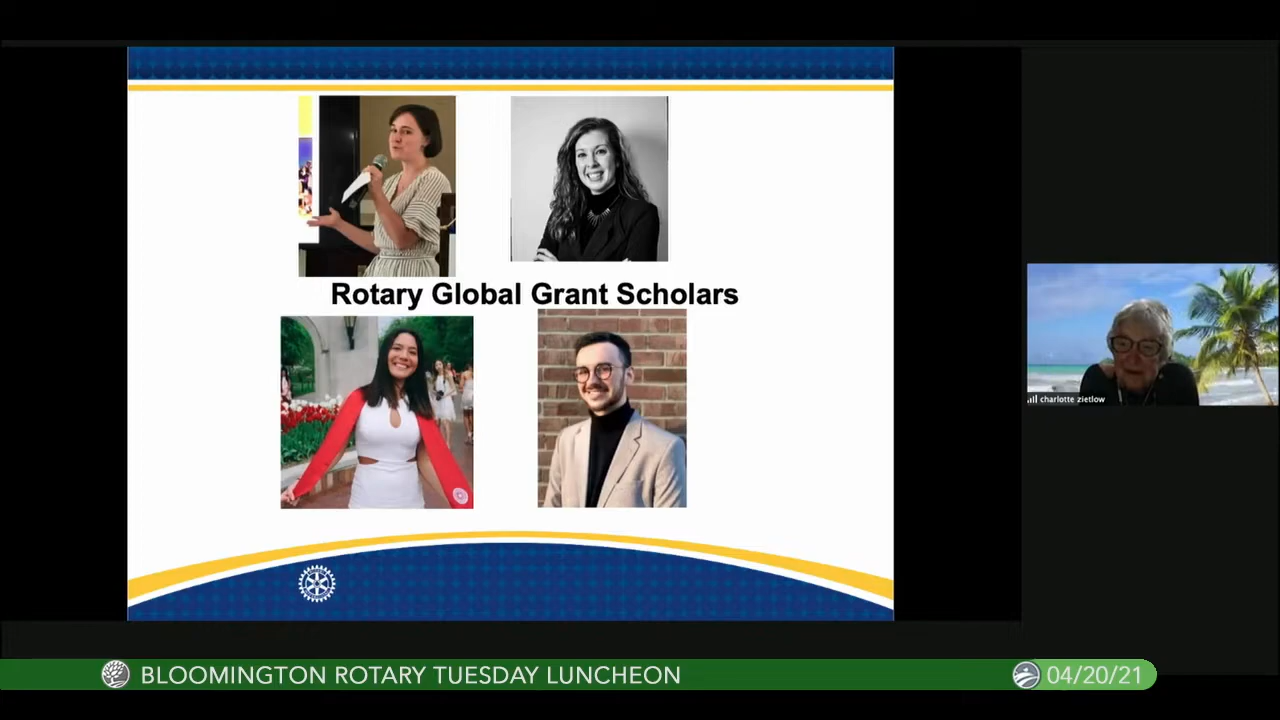 Rotary Global Grant Scholars
charlotte zietlow
BLOOMINGTON ROTARY TUESDAY LUNCHEON
04/20/21